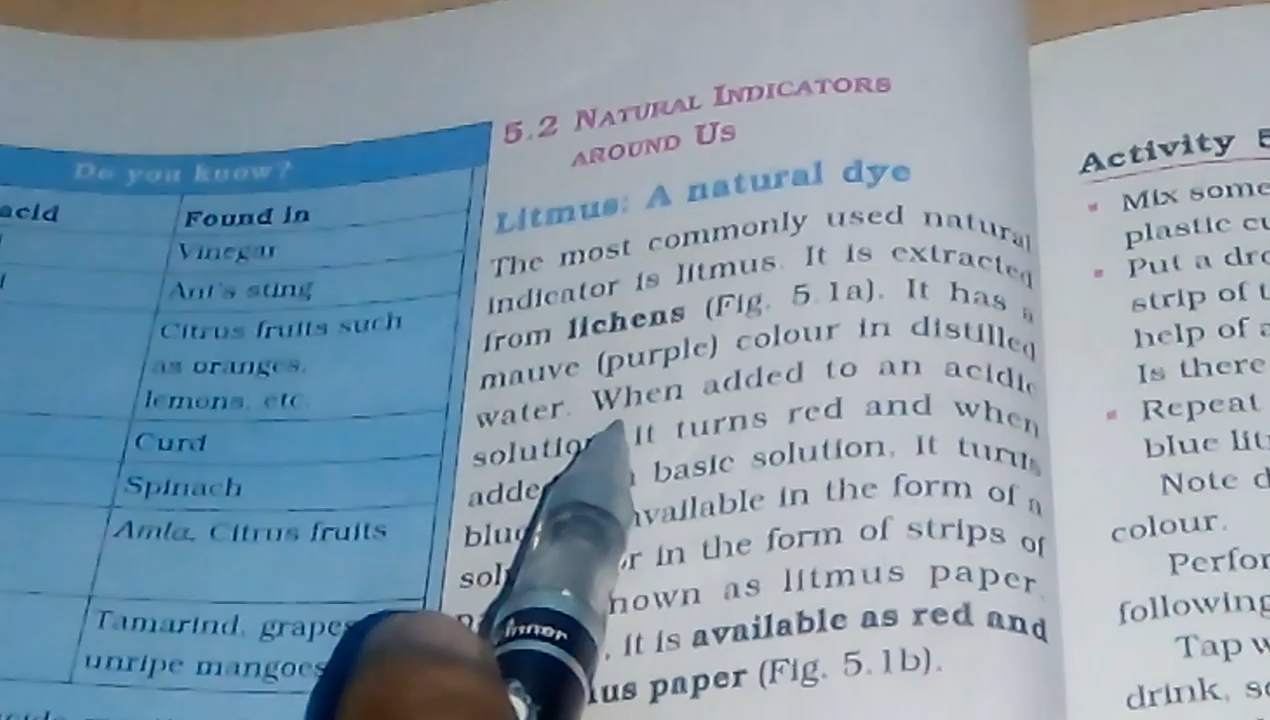 Do you know?
acid Found in
Vinegar
Ant's sting
Citrus fruits such
as oranges,
lemons, etc.
Curd
Spinach
Amla, Citrus fruits
Tamarind, grapes
unripe mangoes
5.2 NATURAL INDICATORS
AROUND US
Litmus: A natural dye
The most commonly used natural
indicator is litmus. It is extracted
from lichens (Fig. 5.1a). It has a
mauve (purple) colour in distilled
water. When added to an acidic
solution it turns red and when
basic solution, it turns
available in the form of a
in the form of strips of
as litmus paper.
it is available as red and
paper (Fig. 5.1b).
Activity
Mix some
plastic
Put a
strip of
help of a
Is there
Repeat
blue
Note
colour.
following
Tap
drink,